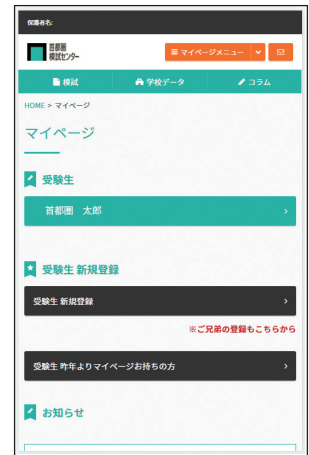 保護者名:
首都圏
模試センター
マイページメニュー
模試 学校データ コラム
HOME > マイページ
マイページ
受験生
首都圏 太郎
受験生 新規登録
受験生 新規登録
※ご兄弟の登録もこちらから
受験生 昨年よりマイページお持ちの方
お知らせ